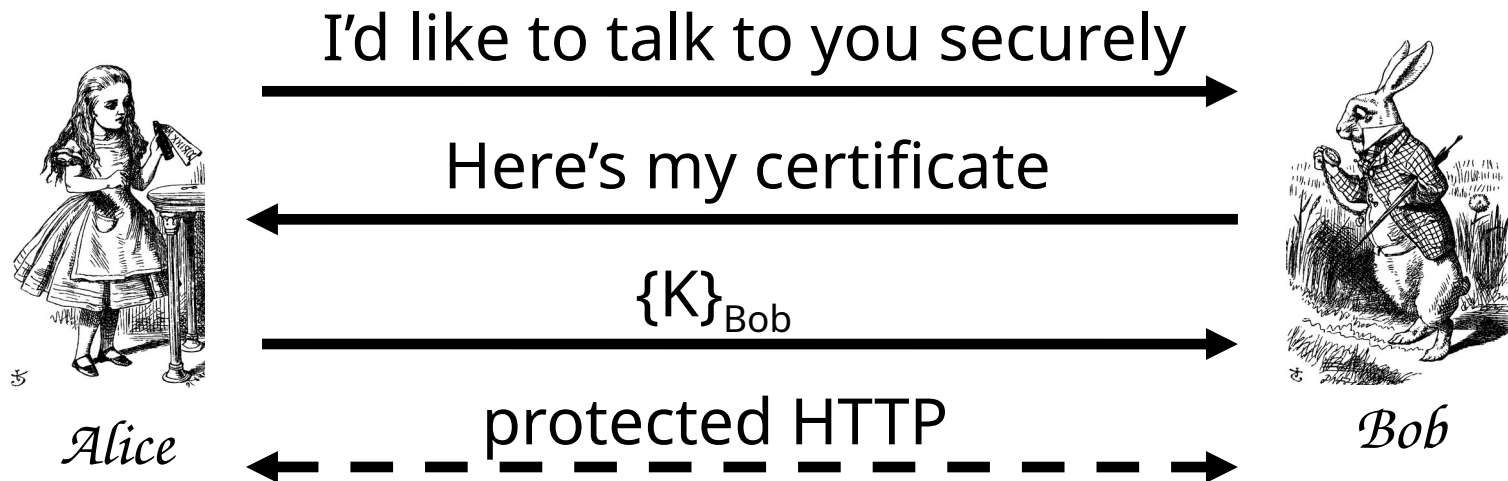 I’d like to talk to you securely
Here’s my certificate
{K}Bob
protected HTTP
Alice
Bob